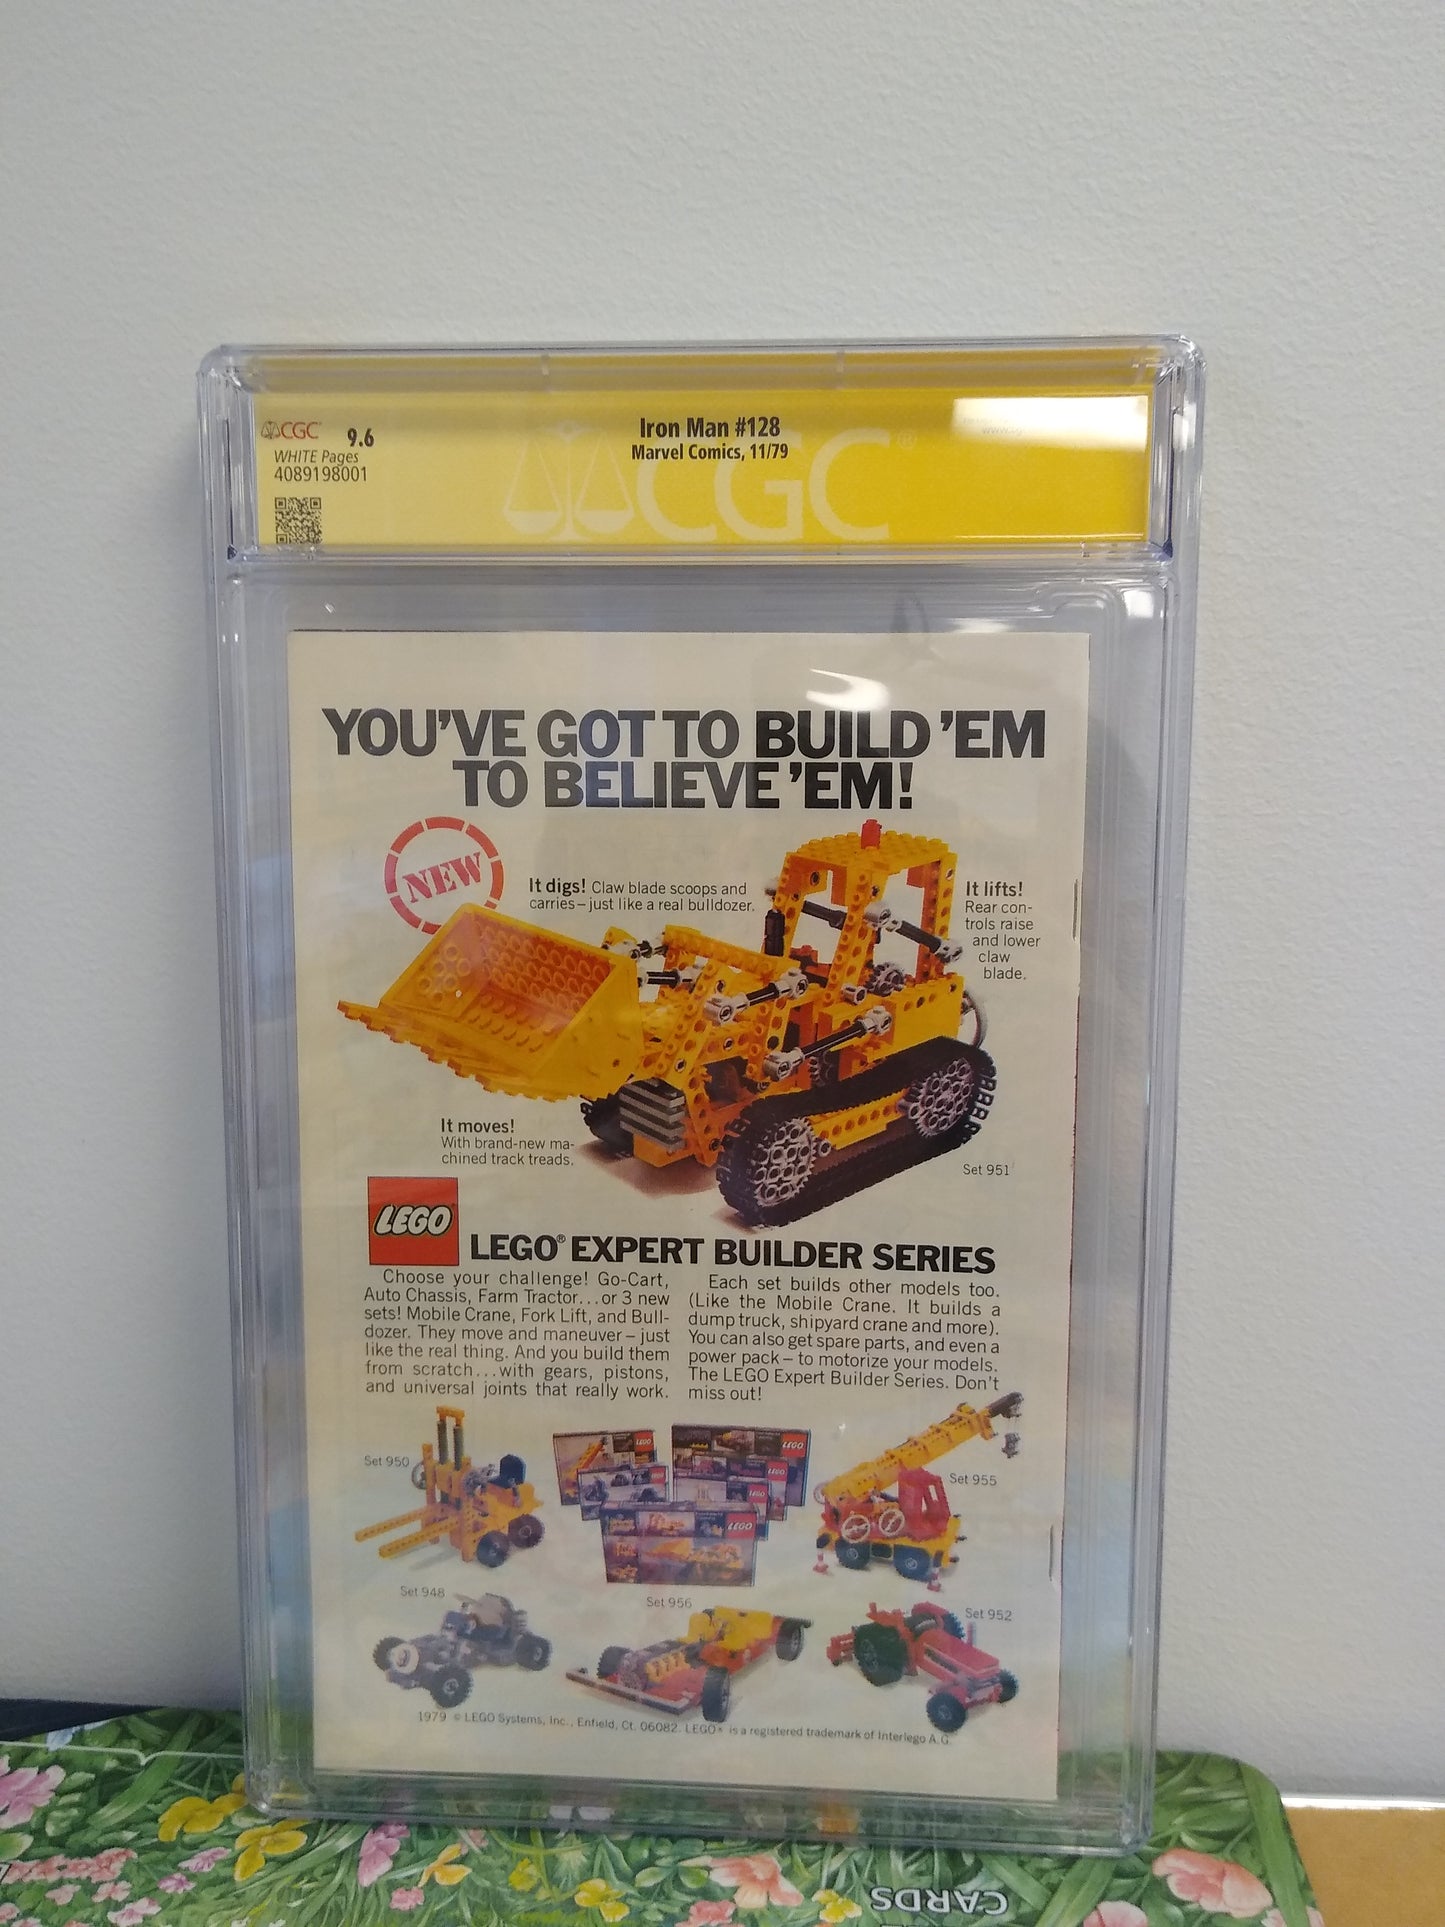 CGC 9.6
WHITE Pages
4089198001
Iron Man #128
Marvel Comics, 11/79
CGC®
YOU'VE GOT TO BUILD 'EM
TO BELIEVE 'EM!
NEW
It digs! Claw blade scoops and
carries–just like a real bulldozer.
It lifts!
Rear con-
trols raise
and lower
claw
blade.
It moves!
With brand-new ma-
chined track treads.
Set 951
LEGO
LEGO® EXPERT BUILDER SERIES
Choose your challenge! Go-Cart,
Auto Chassis, Farm Tractor...or 3 new
sets! Mobile Crane, Fork Lift, and Bull-
dozer. They move and maneuver–just
like the real thing. And you build them
from scratch...with gears, pistons,
and universal joints that really work.
Each set builds other models too.
(Like the Mobile Crane. It builds a
dump truck, shipyard crane and more).
You can also get spare parts, and even a
power pack–to motorize your models.
The LEGO Expert Builder Series. Don't
miss out!
Set 950
LEGO
LEGO
LEGO
LEGO
LEGO
LEGO
Set 955
Set 948
Set 956
Set 952
1979 © LEGO Systems, Inc., Enfield, Ct. 06082. LEGO® is a registered trademark of Interlego A.G.
CARDS